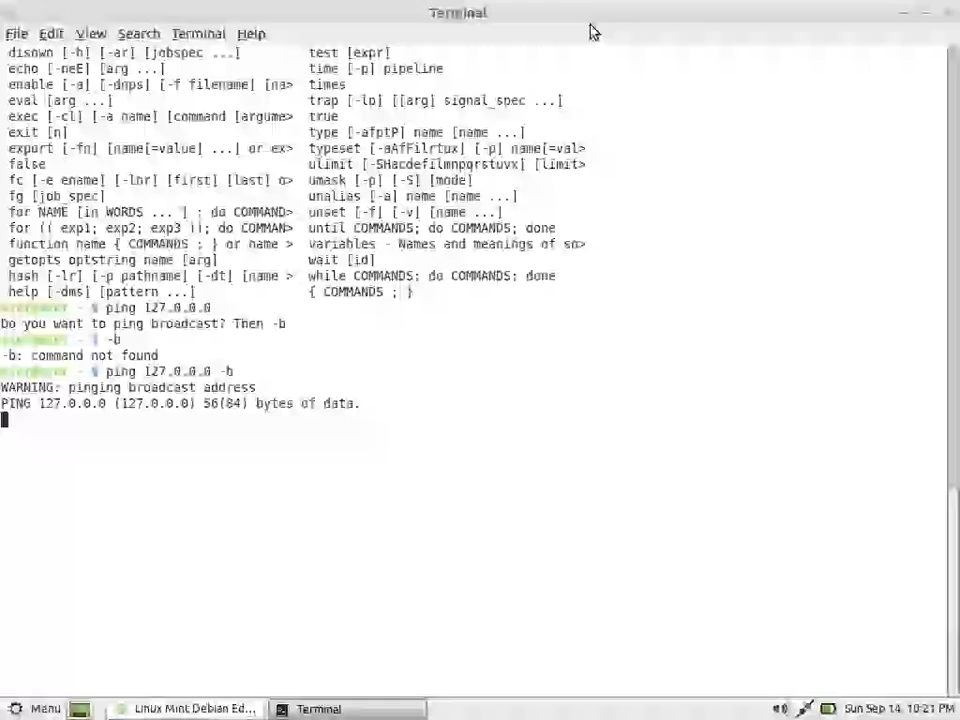 Terminal
File Edit View Search Terminal Help
disown [-h] [-ar] [jobspec ...] test [expr]
echo [-neE] [arg ...] time [-p] pipeline
enable [-a] [-dnps] [-f filename] [na> times
eval [arg ...] trap [-lp] [[arg] signal_spec ...]
exec [-cl] [-a name] [command [argume> true
exit [n] type [-afptP] name [name ...]
export [-fn] [name[=value] ...] or ex> typeset [-aAfFilrtux] [-p] name[=val>
false ulimit [-SHacdefilmnpqrstuvx] [limit>
fc [-e ename] [-lnr] [first] [last] o> umask [-p] [-S] [mode]
fg [job_spec] unalias [-a] name [name ...]
for NAME [in WORDS ... ] ; do COMMAND> unset [-f] [-v] [name ...]
for (( exp1; exp2; exp3 )); do COMMAN> until COMMANDS; do COMMANDS; done
function name { COMMANDS ; } or name > variables - Names and meanings of so>
getopts optstring name [arg] wait [id]
hash [-lr] [-p pathname] [-dt] [name > while COMMANDS; do COMMANDS; done
help [-dms] [pattern ...] { COMMANDS ; }
~ $ ping 127.0.0.0
Do you want to ping broadcast? Then -b
~ $ -b
-b: command not found
~ $ ping 127.0.0.0 -b
WARNING: pinging broadcast address
PING 127.0.0.0 (127.0.0.0) 56(84) bytes of data.
Menu Linux Mint Debian Ed... Terminal Sun Sep 14, 10:21 PM